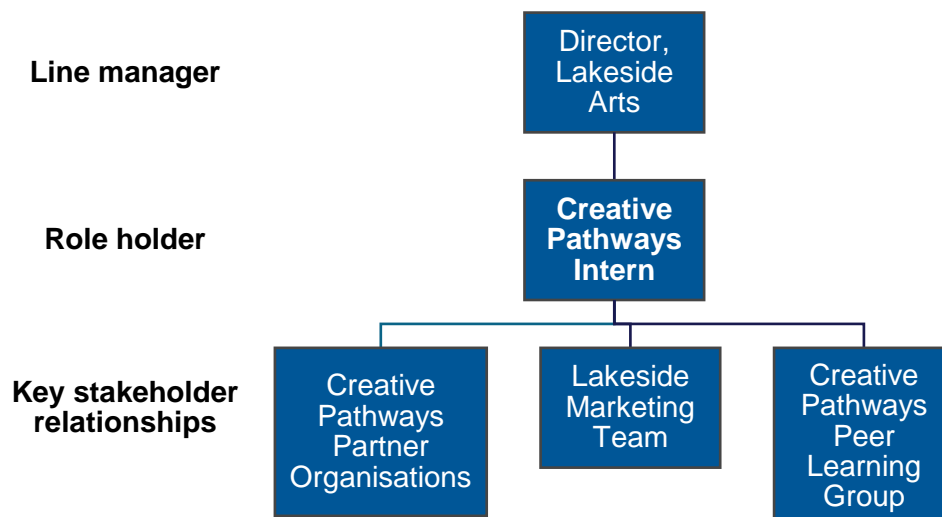 Line manager
Director,
Lakeside
Arts
Role holder
Creative
Pathways
Intern
Key stakeholder
relationships
Creative
Pathways
Partner
Organisations
Lakeside
Marketing
Team
Creative
Pathways
Peer
Learning
Group